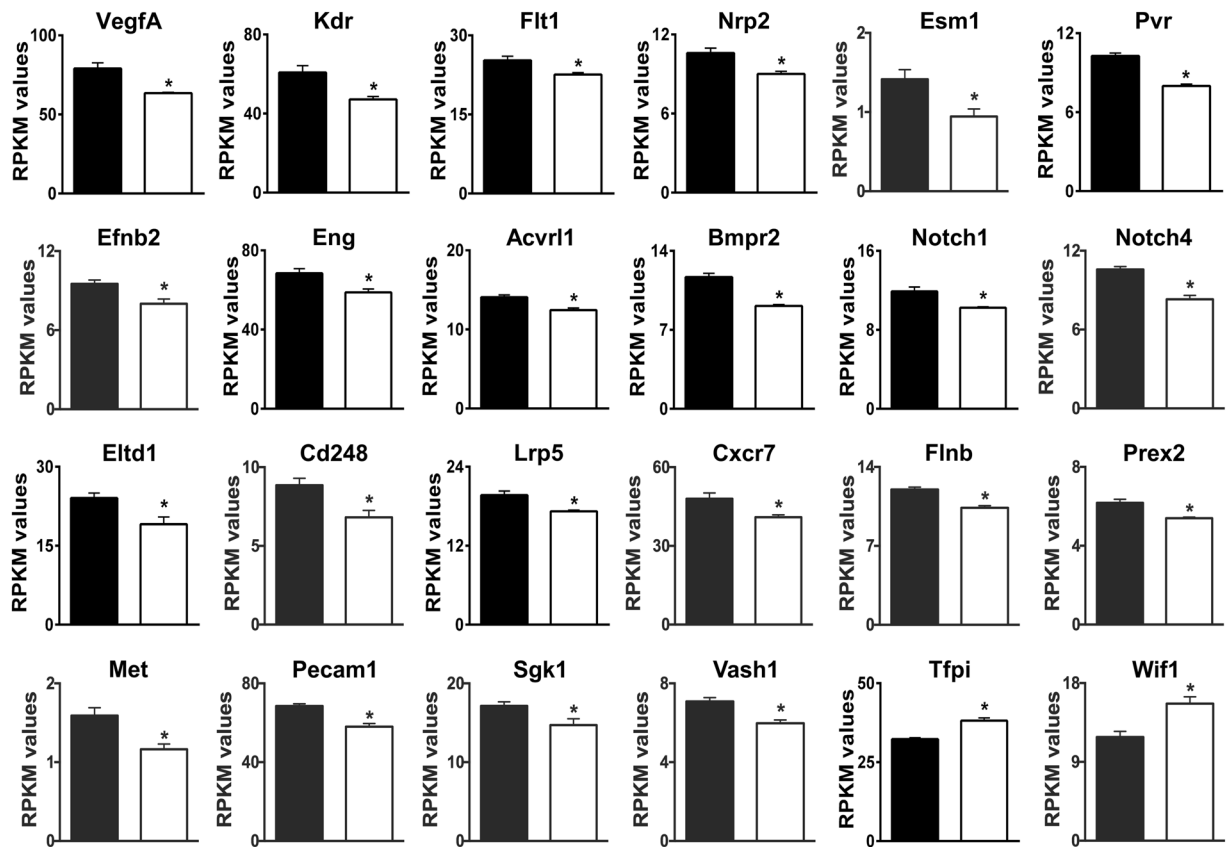 VegfA Kdr Flt1 Nrp2 Esm1 Pvr
RPKM values RPKM values RPKM values RPKM values RPKM values RPKM values
100 80 30 12 2 12
* * * * * *
50 40 15 6 1 6
0 0 0 0 0 0
Efnb2 Eng Acvrl1 Bmpr2 Notch1 Notch4
RPKM values RPKM values RPKM values RPKM values RPKM values RPKM values
12 80 20 14 16 12
* * * * * *
6 40 10 7 8 6
0 0 0 0 0 0
Eltd1 Cd248 Lrp5 Cxcr7 Flnb Prex2
RPKM values RPKM values RPKM values RPKM values RPKM values RPKM values
30 10 24 60 14 8
* * * * * *
15 5 12 30 7 4
0 0 0 0 0 0
Met Pecam1 Sgk1 Vash1 Tfpi Wif1
RPKM values RPKM values RPKM values RPKM values RPKM values RPKM values
2 80 20 8 50 18
* * * * * *
1 40 10 4 25 9
0 0 0 0 0 0